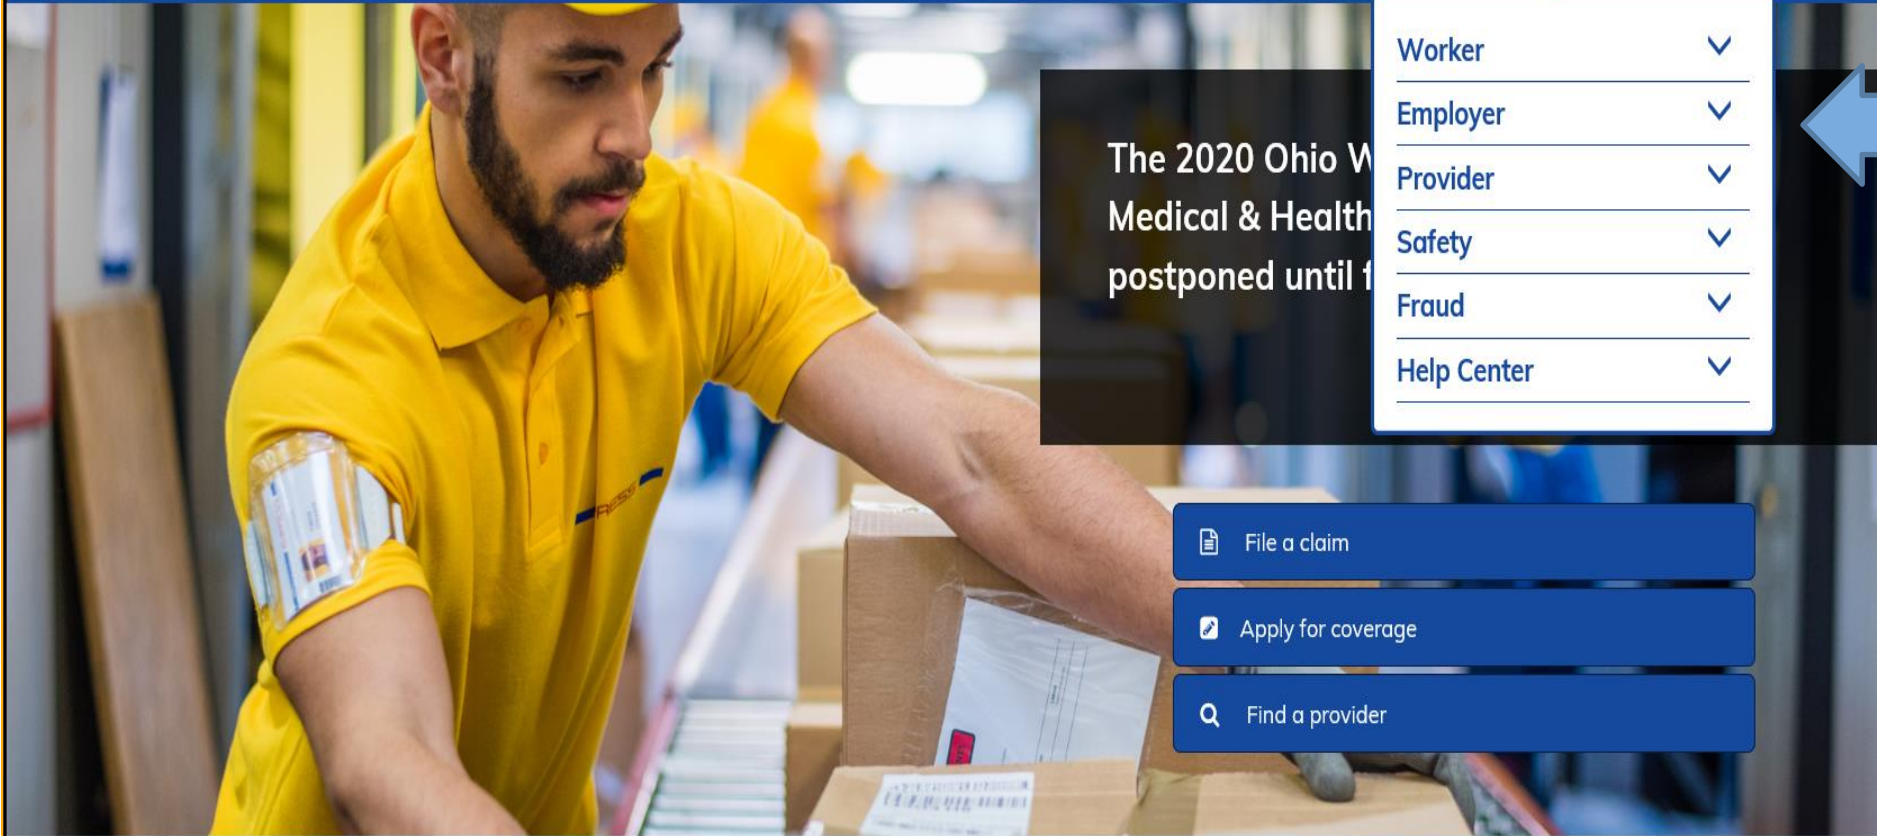 The 2020 Ohio W
Medical & Health
postponed until f
Worker
Employer
Provider
Safety
Fraud
Help Center
File a claim
Apply for coverage
Find a provider
RESS